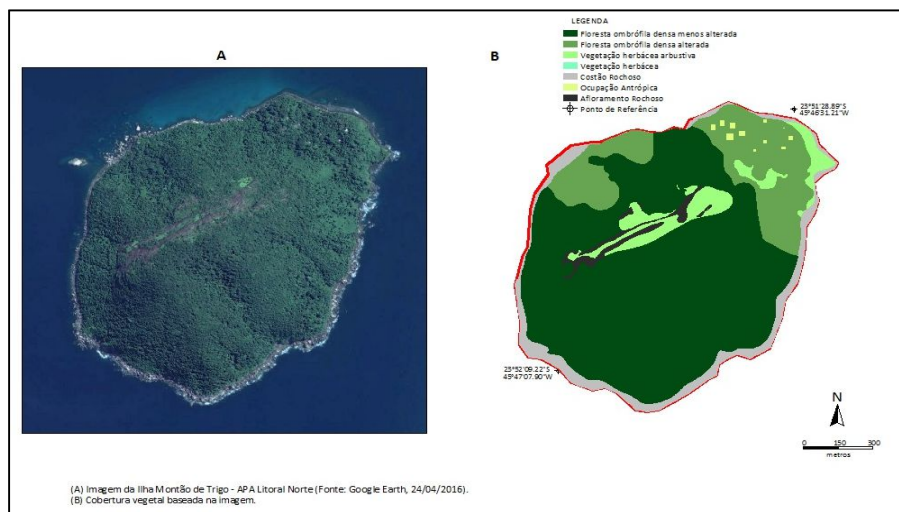 A
B
LEGENDA
Floresta ombrófila densa menos alterada
Floresta ombrófila densa alterada
Vegetação herbácea arbustiva
Vegetação herbácea
Costão Rochoso
Ocupação Antrópica
Afloramento Rochoso
Ponto de Referência
23°51'28.89"S
45°46'31.21"W
23°52'09.22"S
45°47'07.90"W
N
0 150 300
metros
(A) Imagem da Ilha Montão de Trigo - APA Litoral Norte (Fonte: Google Earth, 24/04/2016).
(B) Cobertura vegetal baseada na imagem.